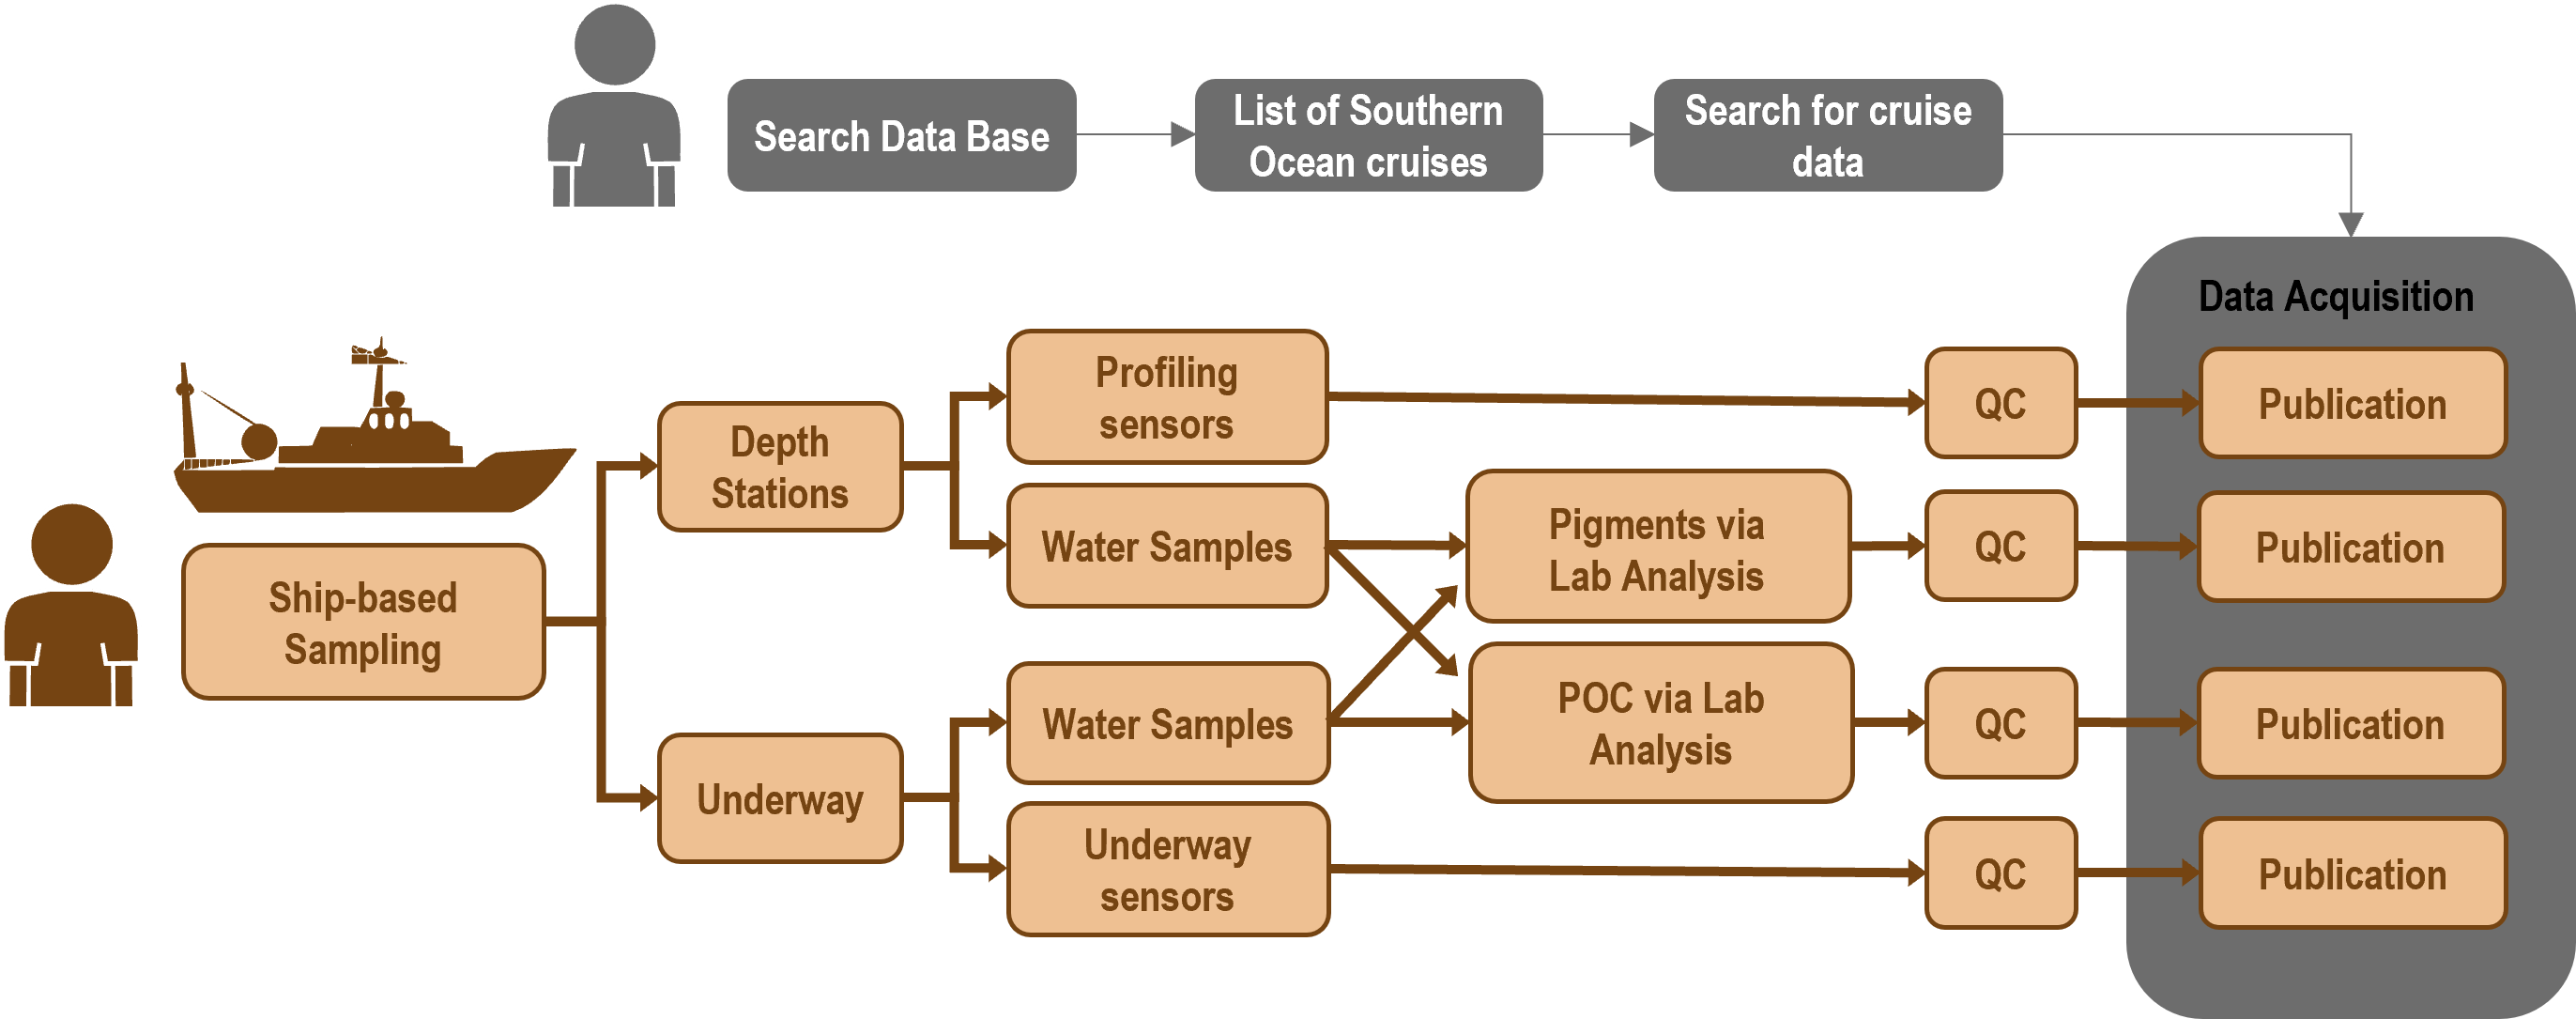 Search Data Base
List of Southern
Ocean cruises
Search for cruise
data
Data Acquisition
Ship-based
Sampling
Depth
Stations
Underway
Profiling
sensors
Water Samples
Water Samples
Underway
sensors
Pigments via
Lab Analysis
POC via Lab
Analysis
QC
Publication
QC
Publication
QC
Publication
QC
Publication